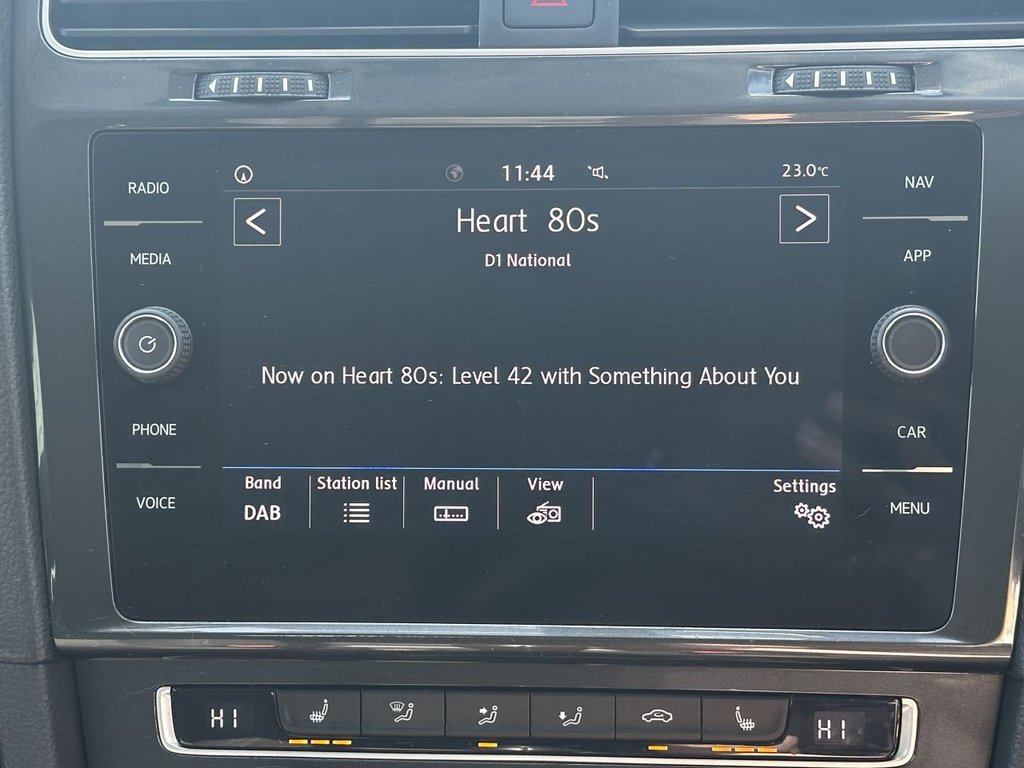 11:44
23.0°C
RADIO
NAV
Heart 80s
MEDIA
D1 National
APP
Now on Heart 80s: Level 42 with Something About You
PHONE
CAR
Band
Station list
Manual
View
Settings
DAB
VOICE
MENU
HI
HI